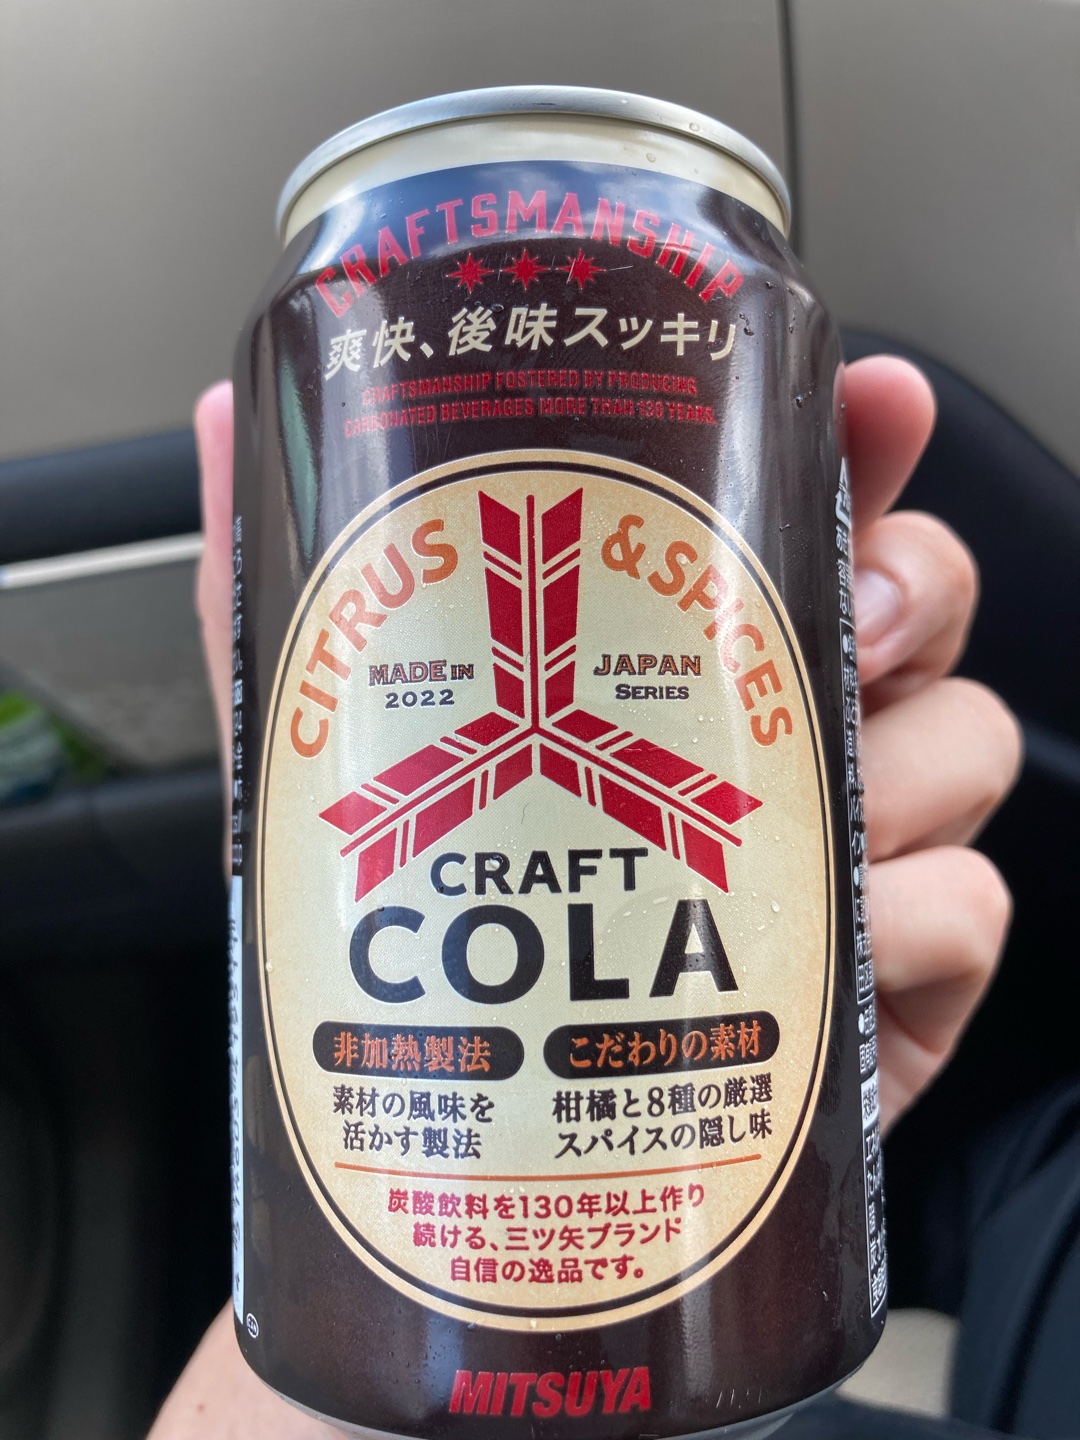 CRAFTSMANSHIP
爽快、後味スッキリ
CRAFTSMANSHIP FOSTERED BY PRODUCING
CARBONATED BEVERAGES MORE THAN 130 YEARS.
CITRUS & SPICES
MADE IN 2022
JAPAN SERIES
CRAFT
COLA
非加熱製法
素材の風味を
活かす製法
こだわりの素材
柑橘と8種の厳選
スパイスの隠し味
炭酸飲料を130年以上作り
続ける、三ツ矢ブランド
自信の逸品です。
MITSUYA